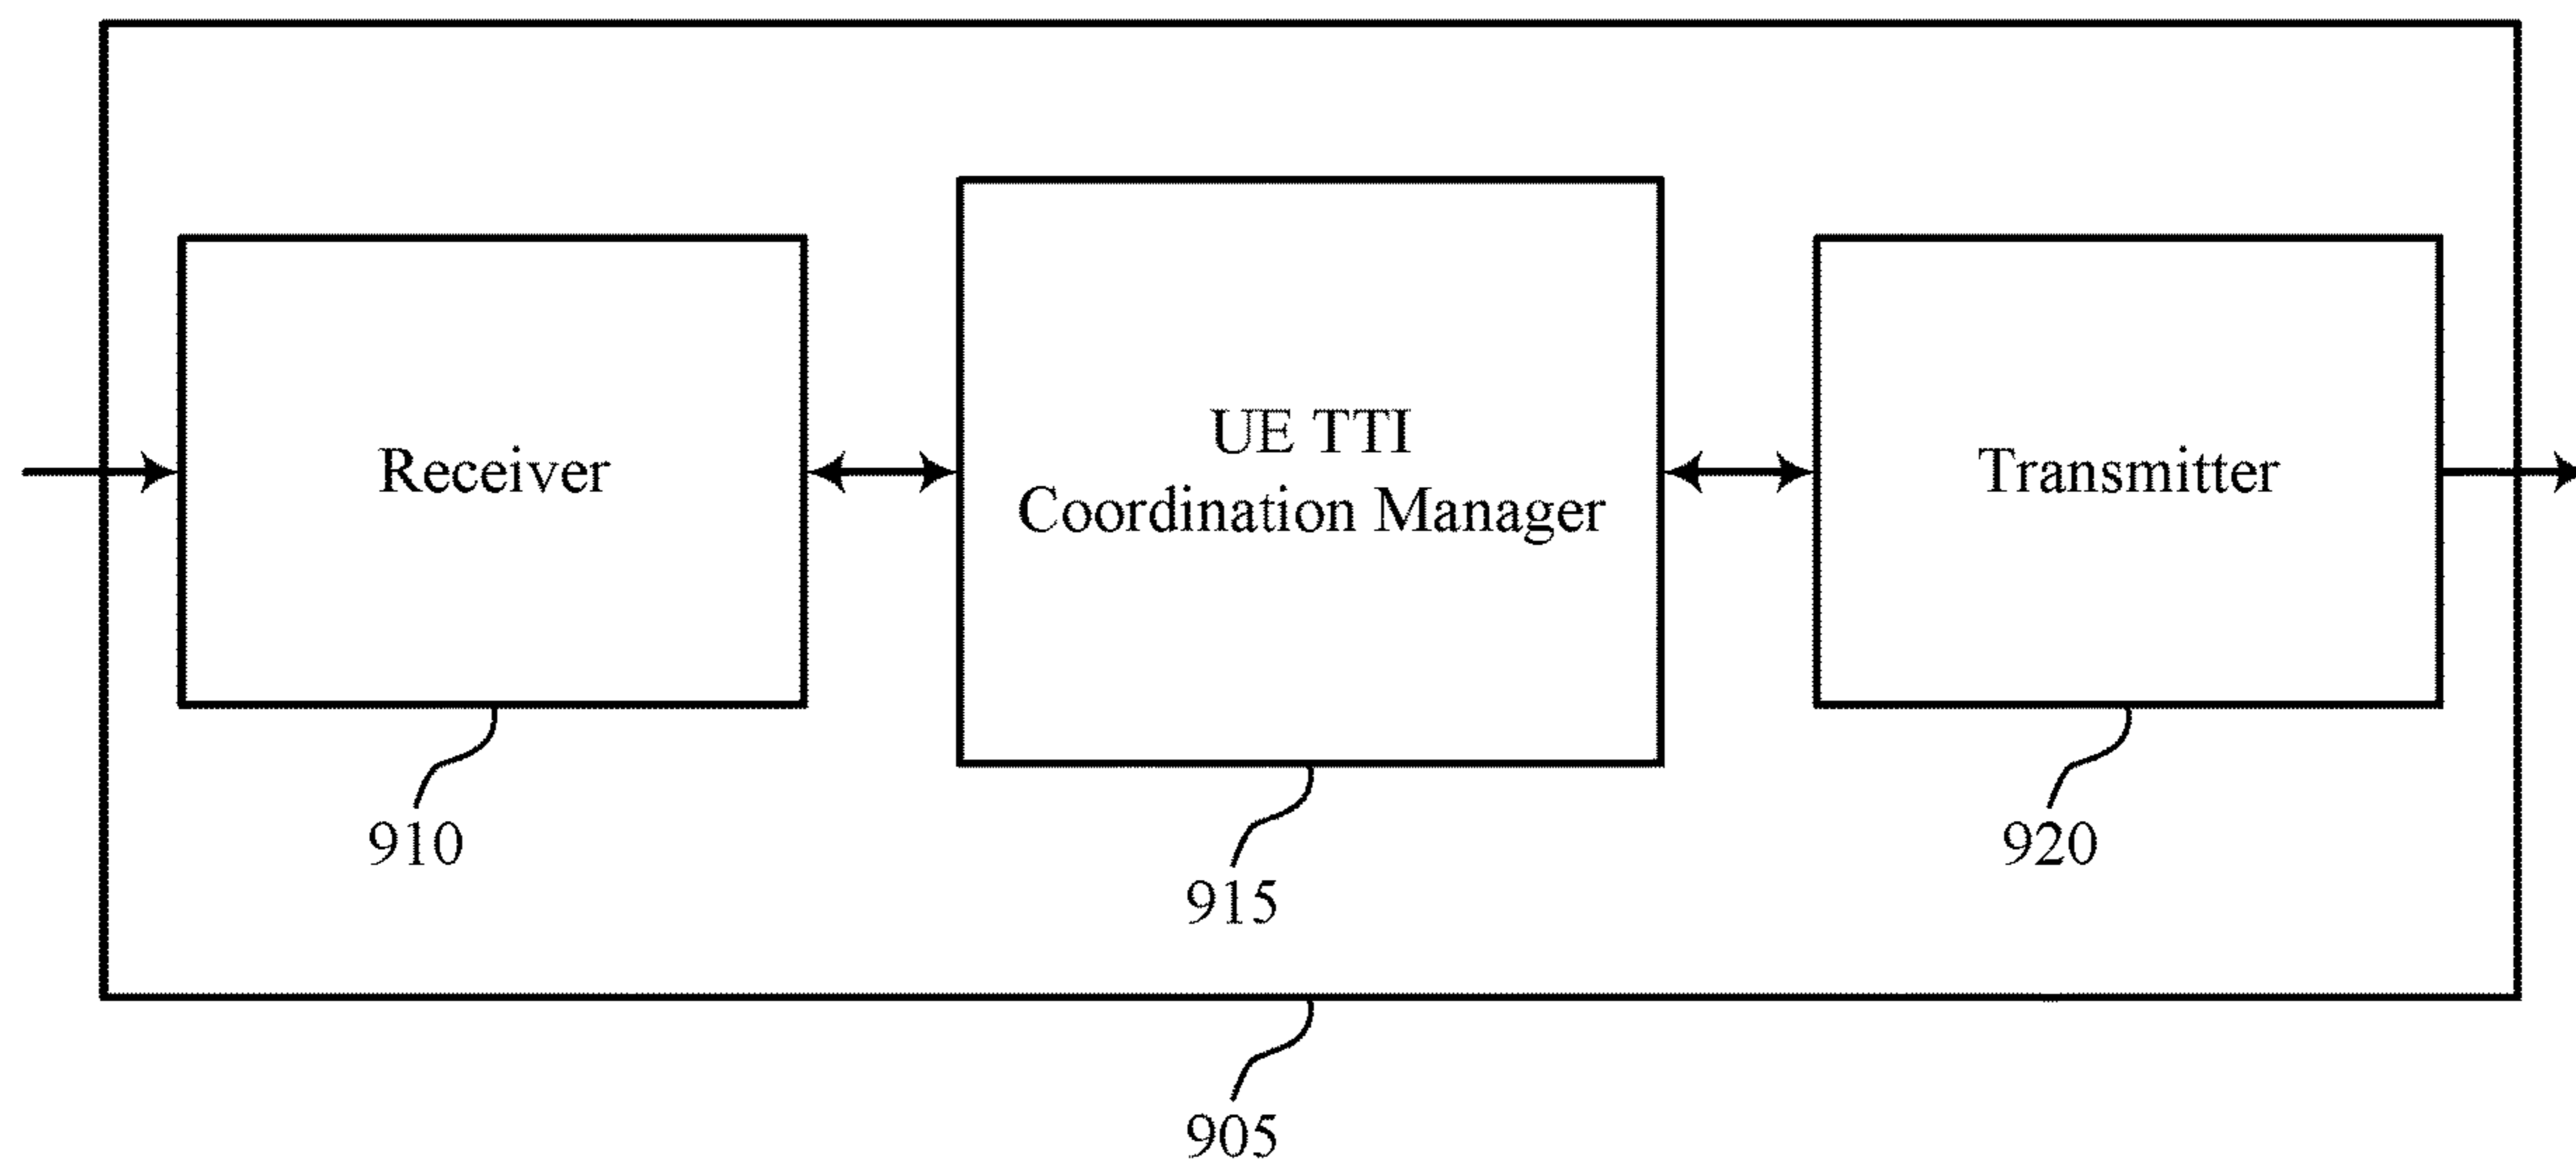 Receiver
UE TTI
Coordination Manager
Transmitter
910
915
920
905